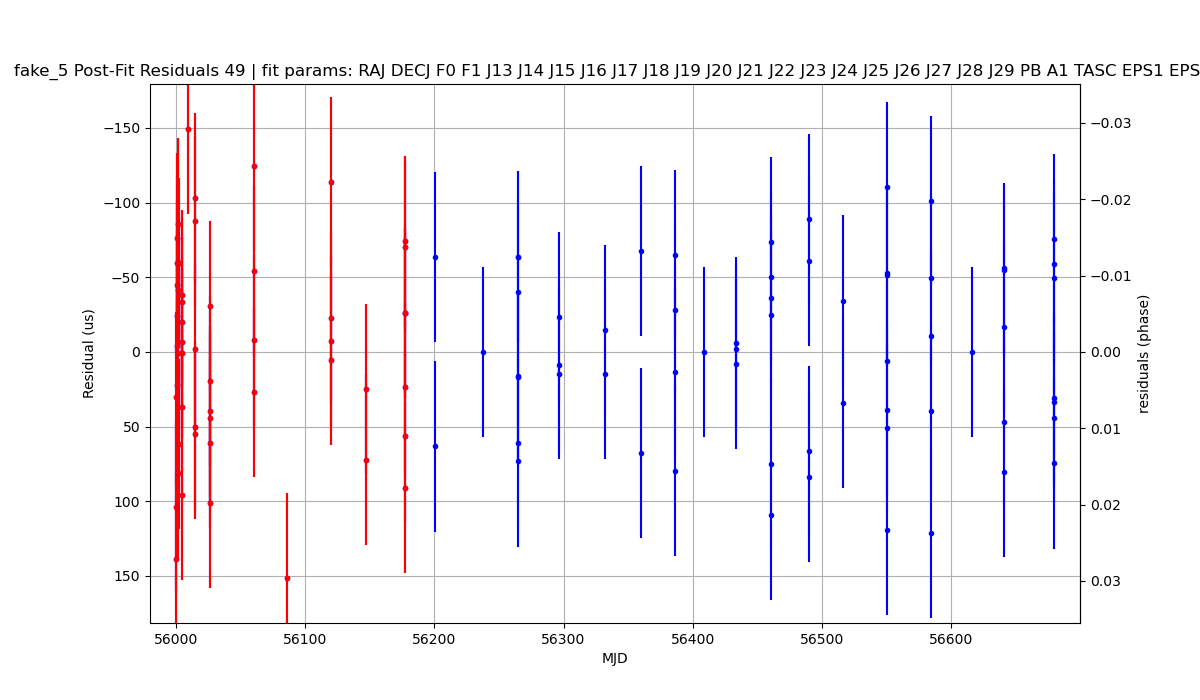 fake_5 Post-Fit Residuals 49 | fit params: RAJ DECJ F0 F1 J13 J14 J15 J16 J17 J18 J19 J20 J21 J22 J23 J24 J25 J26 J27 J28 J29 PB A1 TASC EPS1 EPS
−150
−100
−50
0
50
100
150
Residual (us)
−0.03
−0.02
−0.01
0.00
0.01
0.02
0.03
residuals (phase)
56000 56100 56200 56300 56400 56500 56600
MJD